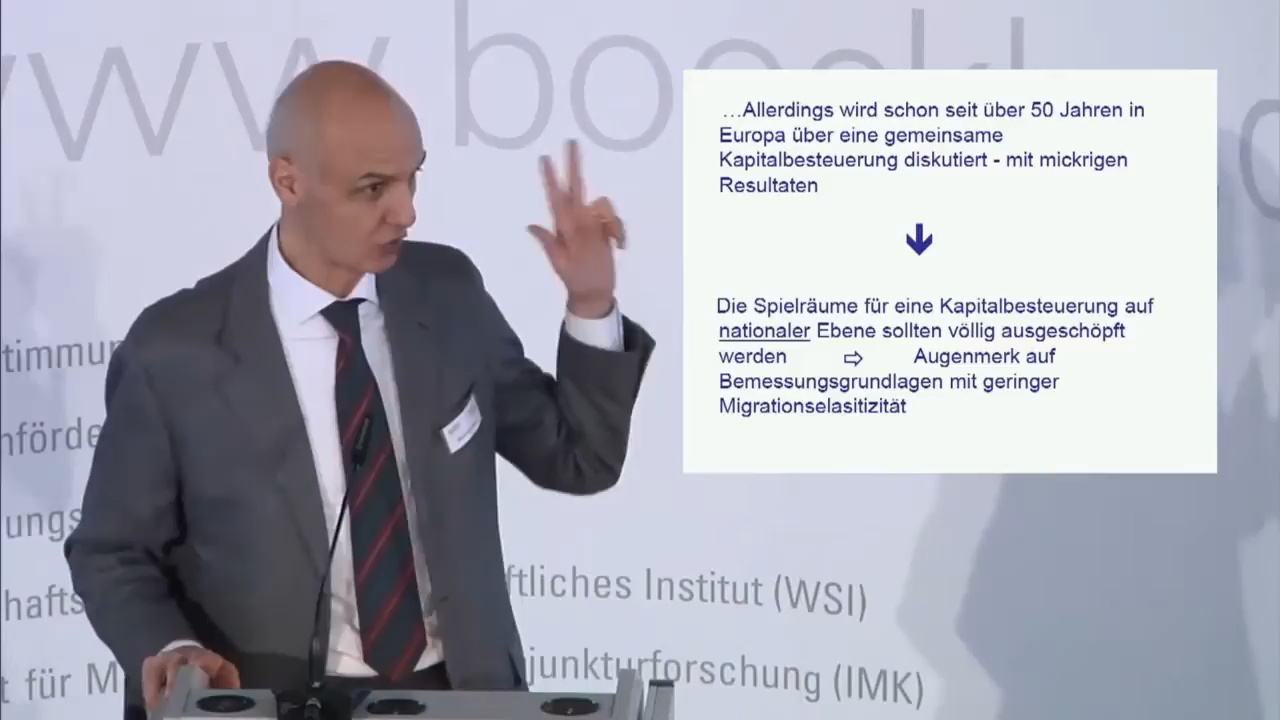 www.boeckl
…Allerdings wird schon seit über 50 Jahren in
Europa über eine gemeinsame
Kapitalbesteuerung diskutiert - mit mickrigen
Resultaten
Die Spielräume für eine Kapitalbesteuerung auf
nationaler Ebene sollten völlig ausgeschöpft
werden ⇨ Augenmerk auf
Bemessungsgrundlagen mit geringer
Migrationselasitizität
timmun
nförde
ungs
hafts
ftliches Institut (WSI)
t für M
njunkturforschung (IMK)